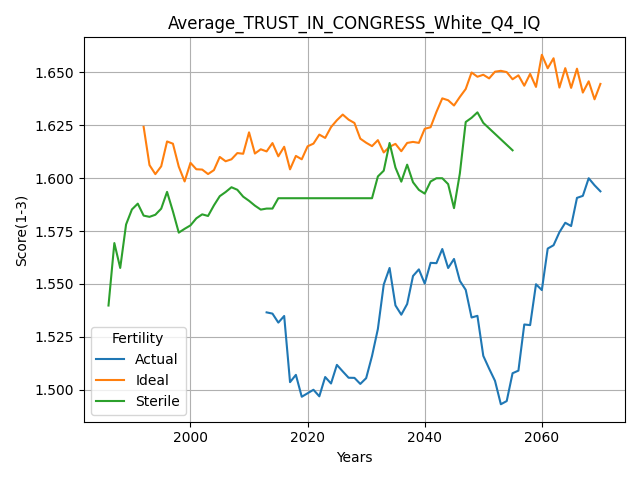 Average_TRUST_IN_CONGRESS_White_Q4_IQ
Score(1-3)
1.650
1.625
1.600
1.575
1.550
1.525
1.500
Fertility
Actual
Ideal
Sterile
2000
2020
2040
2060
Years